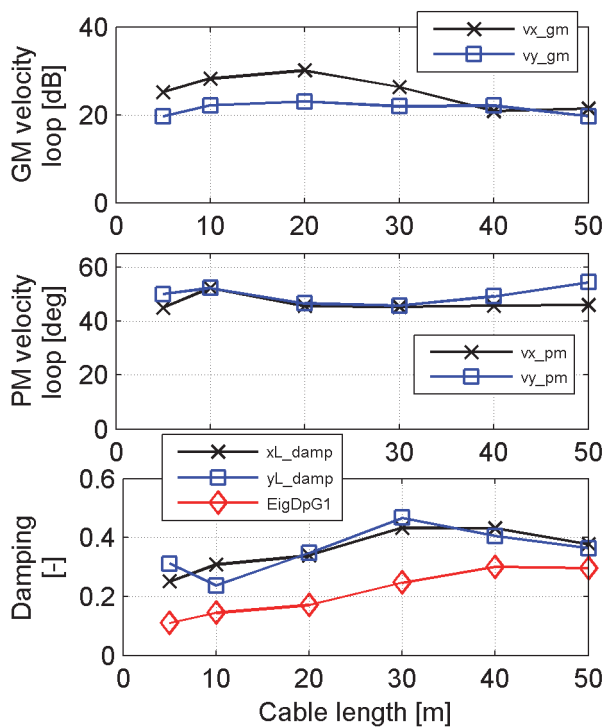 40
20
0
GM velocity
loop [dB]
vx_gm
vy_gm
0 10 20 30 40 50
60
40
20
0
PM velocity
loop [deg]
vx_pm
vy_pm
0 10 20 30 40 50
xL_damp
yL_damp
EigDpG1
0.6
0.4
0.2
0
Damping
[-]
0 10 20 30 40 50
Cable length [m]